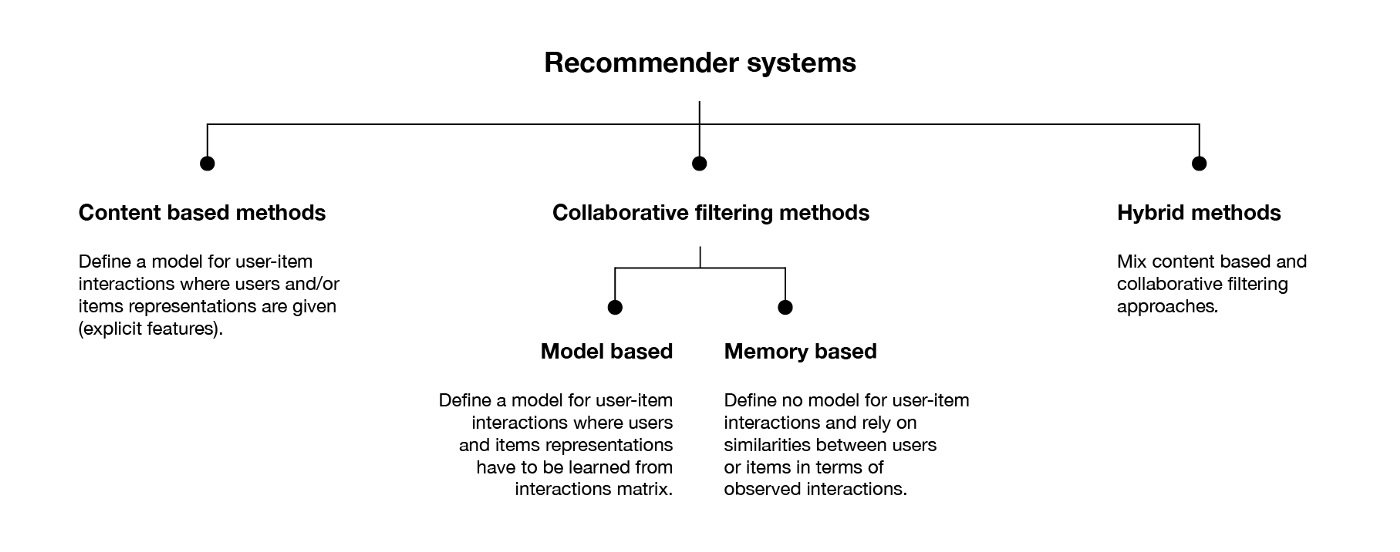 Recommender systems
Content based methods
Define a model for user-item
interactions where users and/or
items representations are given
(explicit features).
Collaborative filtering methods
Model based
Define a model for user-item
interactions where users
and items representations
have to be learned from
interactions matrix.
Memory based
Define no model for user-item
interactions and rely on
similarities between users
or items in terms of
observed interactions.
Hybrid methods
Mix content based and
collaborative filtering
approaches.